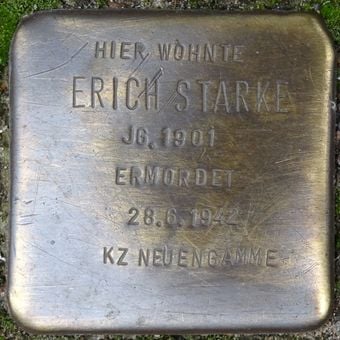 HIER WOHNTE
ERICH STARKE
JG. 1901
ERMORDET
28.6.1942
KZ NEUENGAMME